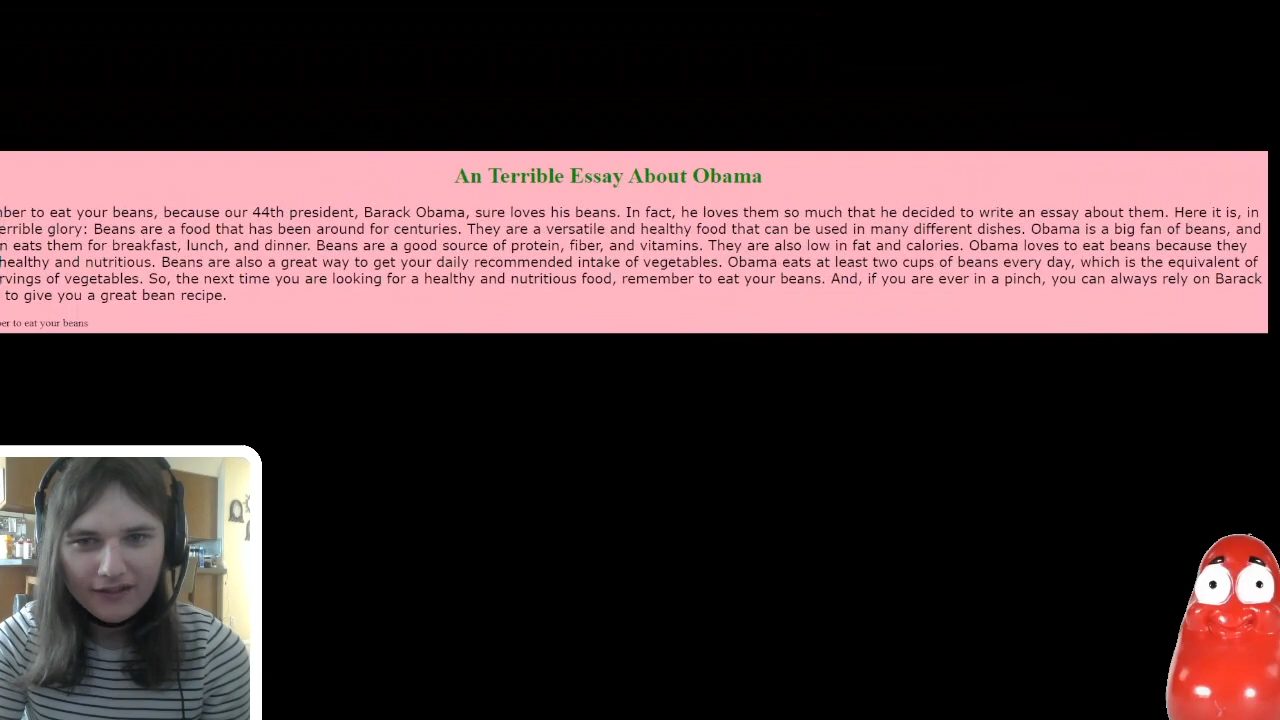 An Terrible Essay About Obama
to eat your beans, because our 44th president, Barack Obama, sure loves his beans. In fact, he loves them so much that he decided to write an essay about them. Here it is, in
glory: Beans are a food that has been around for centuries. They are a versatile and healthy food that can be used in many different dishes. Obama is a big fan of beans, and
eats them for breakfast, lunch, and dinner. Beans are a good source of protein, fiber, and vitamins. They are also low in fat and calories. Obama loves to eat beans because they
healthy and nutritious. Beans are also a great way to get your daily recommended intake of vegetables. Obama eats at least two cups of beans every day, which is the equivalent of
of vegetables. So, the next time you are looking for a healthy and nutritious food, remember to eat your beans. And, if you are ever in a pinch, you can always rely on Barack
to give you a great bean recipe.
to eat your beans